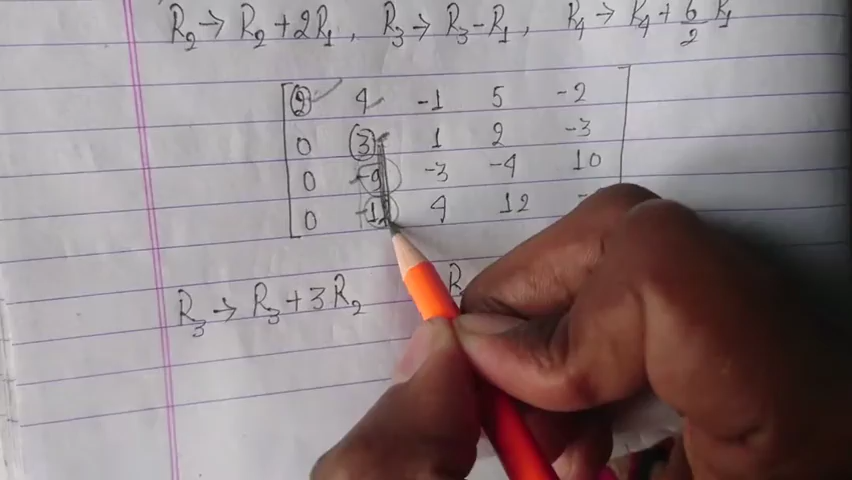 R₂ → R₂ + 2R₁, R₃ → R₃ - R₁, R₄ → R₄ + 6/2 R₁
2 4 -1 5 -2
0 3 1 2 -3
0 -9 -3 -4 10
0 4 12
R₃ → R₃ + 3R₂ R